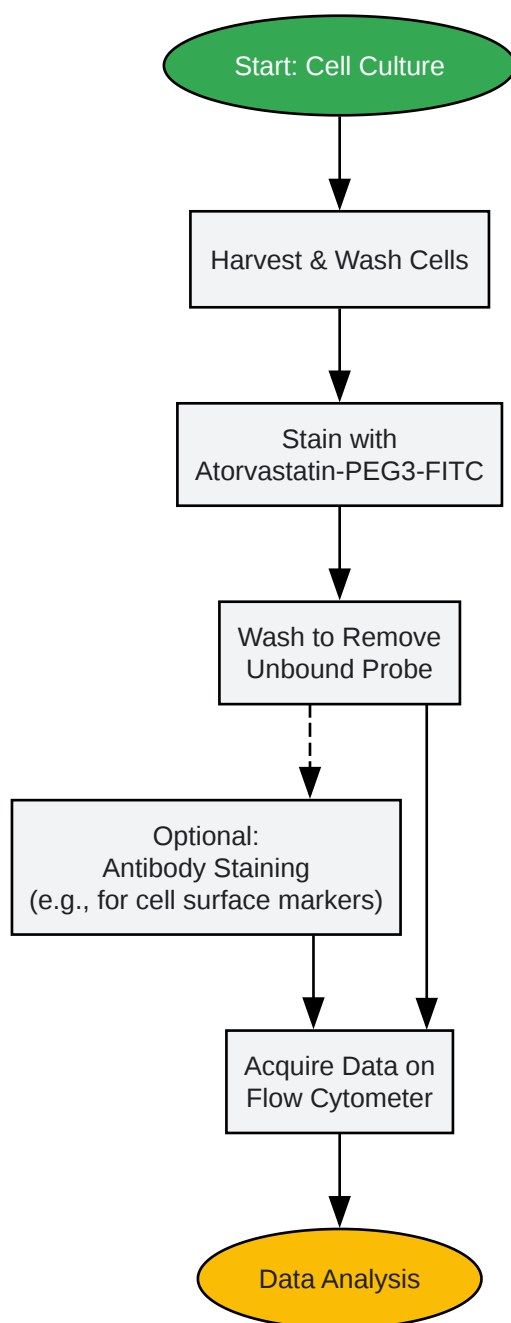 Start: Cell Culture
Harvest & Wash Cells
Stain with
Atorvastatin-PEG3-FITC
Wash to Remove
Unbound Probe
Optional:
Antibody Staining
(e.g., for cell surface markers)
Acquire Data on
Flow Cytometer
Data Analysis